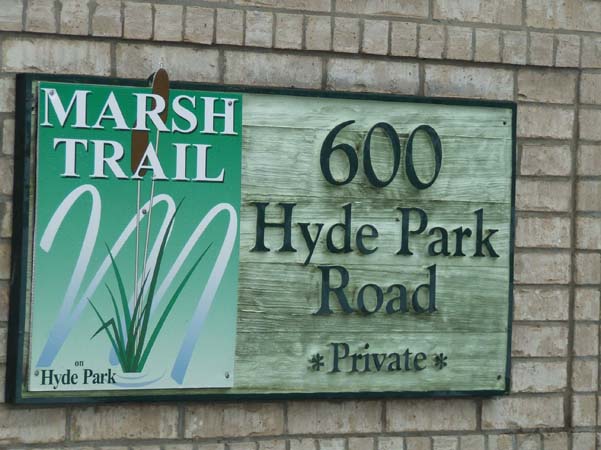 MARSH
TRAIL
M
on
Hyde Park
600
Hyde Park
Road
*Private*